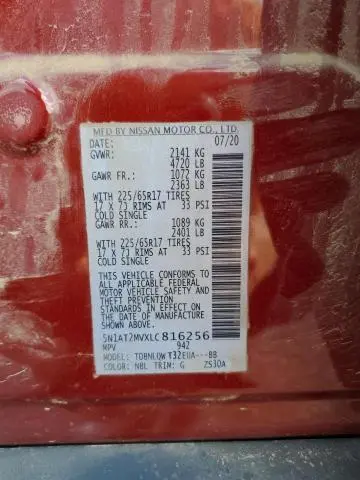 MFD BY NISSAN MOTOR CO., LTD.
DATE: 07/20
GVWR: 2141 KG
4720 LB
GAWR FR.: 1072 KG
2363 LB
WITH 225/65R17 TIRES
17 X 7J RIMS AT 33 PSI
COLD SINGLE
GAWR RR.: 1089 KG
2401 LB
WITH 225/65R17 TIRES
17 X 7J RIMS AT 33 PSI
COLD SINGLE
THIS VEHICLE CONFORMS TO
ALL APPLICABLE FEDERAL
MOTOR VEHICLE SAFETY AND
THEFT PREVENTION
STANDARDS IN EFFECT ON
THE DATE OF MANUFACTURE
SHOWN ABOVE.
5N1AT2MVXLC816256
MPV 942
MODEL:
COLOR: NBL TRIM: G ZS30A